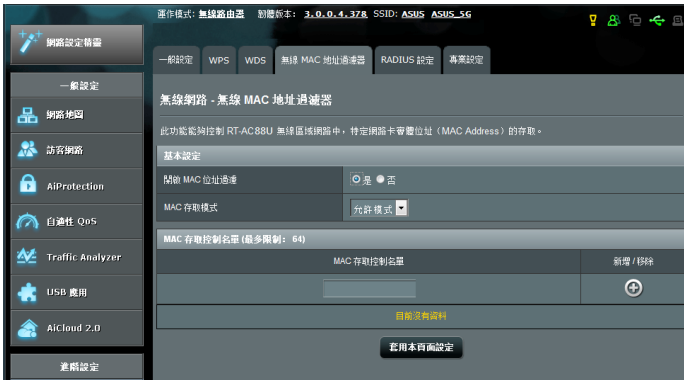 運作模式: 無線路由器 韌體版本: 3.0.0.4.378 SSID: ASUS ASUS_5G
網路設定精靈
一般設定 WPS WDS 無線 MAC 地址過濾器 RADIUS 設定 專業設定
一般設定
網路地圖
訪客網路
AiProtection
自適性 QoS
Traffic Analyzer
USB 應用
AiCloud 2.0
進階設定
無線網路 - 無線 MAC 地址過濾器
此功能能夠控制 RT-AC88U 無線區域網路中,特定網路卡實體位址(MAC Address)的存取。
基本設定
開啟 MAC 位址過濾 是 否
MAC 存取模式 允許模式
MAC 存取控制名單 (最多限制: 64)
MAC 存取控制名單 新增 / 移除
目前沒有資料
套用本頁面設定